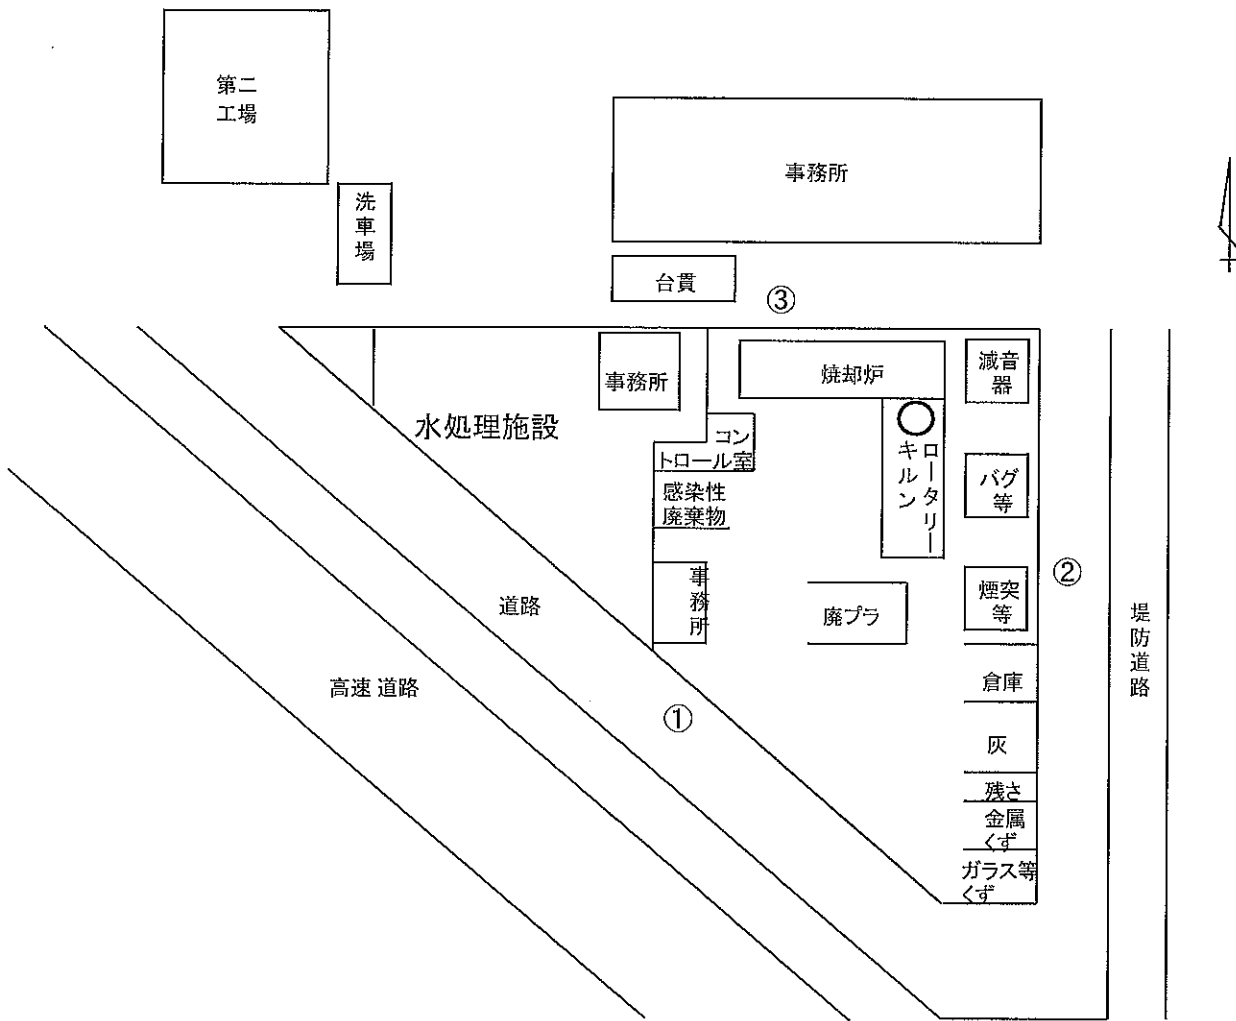 第二
工場
洗車場
事務所
台貫
③
事務所
焼却炉
減音
器
水処理施設
コン
トロール室
ロータリー
キルン
感染性
廃棄物
バグ
等
事務所
廃プラ
煙突
等
②
道路
堤防道路
高速 道路
①
倉庫
灰
残さ
金属
くず
ガラス等
くず